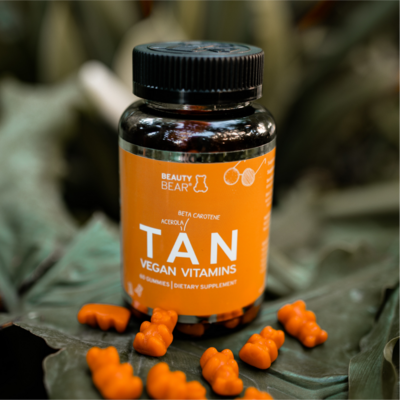 BEAUTY
BEAR®
BETA CAROTENE
ACEROLA
TAN
VEGAN VITAMINS
60 GUMMIES | DIETARY SUPPLEMENT